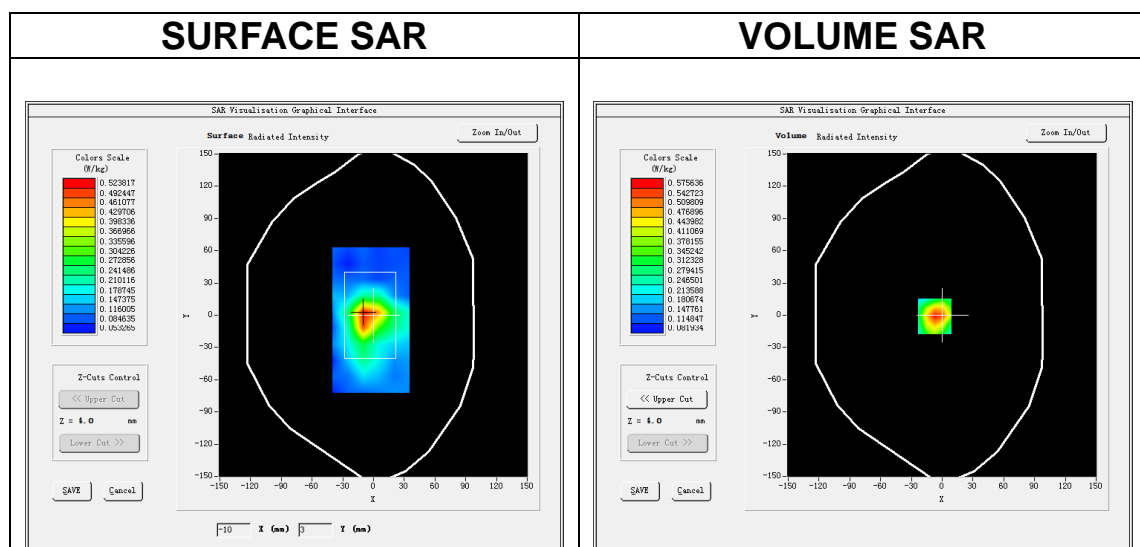 SURFACE SAR
VOLUME SAR
SAR Visualisation Graphical Interface
Surface Radiated Intensity
Zoom In/Out
Colors Scale
(W/kg)
0.523817
0.492447
0.461077
0.429706
0.398336
0.366966
0.335596
0.304226
0.272856
0.241486
0.210116
0.178745
0.147375
0.116005
0.084635
0.053265
Z-Cuts Control
<< Upper Cut
Z = 4.0 mm
Lower Cut >>
SAVE
Cancel
150
120
90
60
30
0
-30
-60
-90
-120
-150
Y
-150 -120 -90 -60 -30 0 30 60 90 120 150
X
-10 X (mm) 3 Y (mm)
SAR Visualisation Graphical Interface
Volume Radiated Intensity
Zoom In/Out
Colors Scale
(W/kg)
0.575636
0.542723
0.509809
0.476896
0.443982
0.411069
0.378155
0.345242
0.312328
0.279415
0.246501
0.213588
0.180674
0.147761
0.114847
0.081934
Z-Cuts Control
<< Upper Cut
Z = 4.0 mm
Lower Cut >>
SAVE
Cancel
150
120
90
60
30
0
-30
-60
-90
-120
-150
Y
-150 -120 -90 -60 -30 0 30 60 90 120 150
X